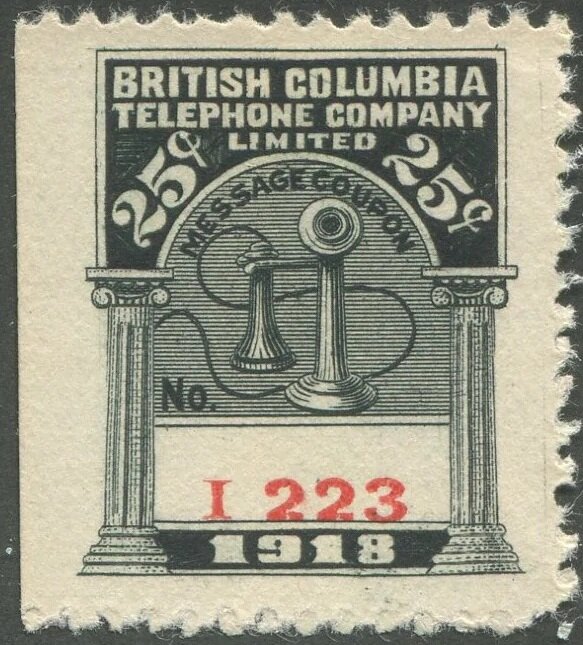 BRITISH COLUMBIA
TELEPHONE COMPANY
LIMITED
25¢ 25¢
MESSAGE COUPON
No.
I 223
1918